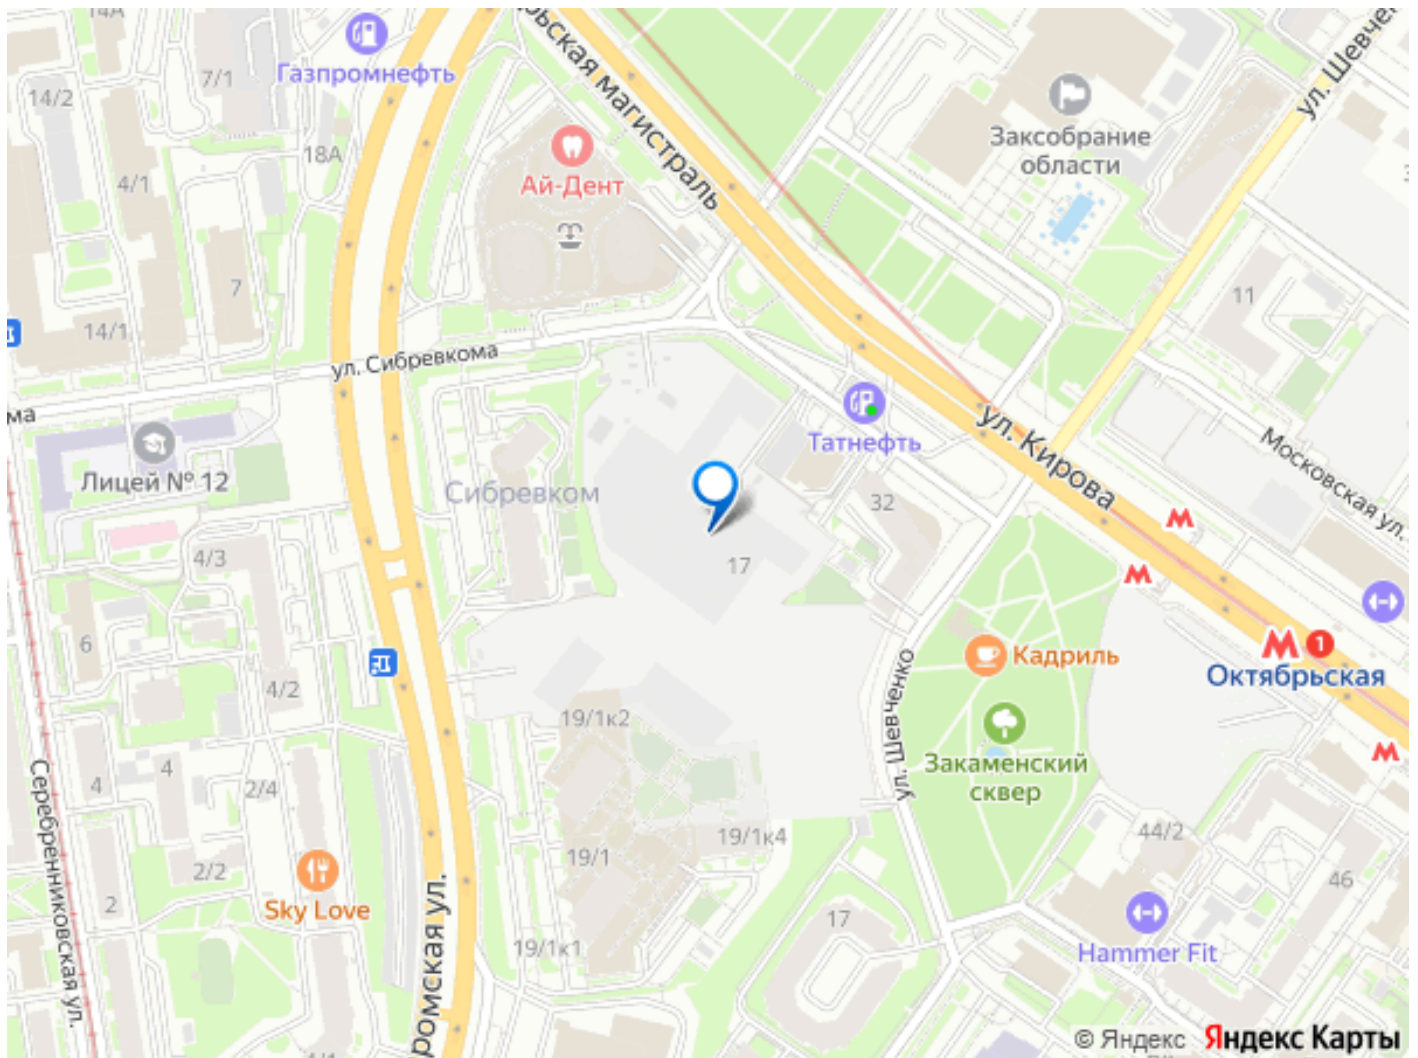 14А
14/2
7/1
Газпромнефть
18А
4/1
Ай-Дент
ьская магистраль
Заксобрание
области
ул. Шевче
7
14/1
11
ул. Сибревкома
ма
Лицей № 12
Сибревком
Татнефть
ул. Кирова
Московская ул.
32
17
4/3
6
4/2
Кадриль
1
Октябрьская
19/1к2
ул. Шевченко
Закаменский
сквер
4
4
2/4
Серебренниковская ул.
19/1к4
44/2
19/1
2/2
2
46
Sky Love
17
19/1к1
Hammer Fit
ромская ул.
4/1
© Яндекс Яндекс Карты